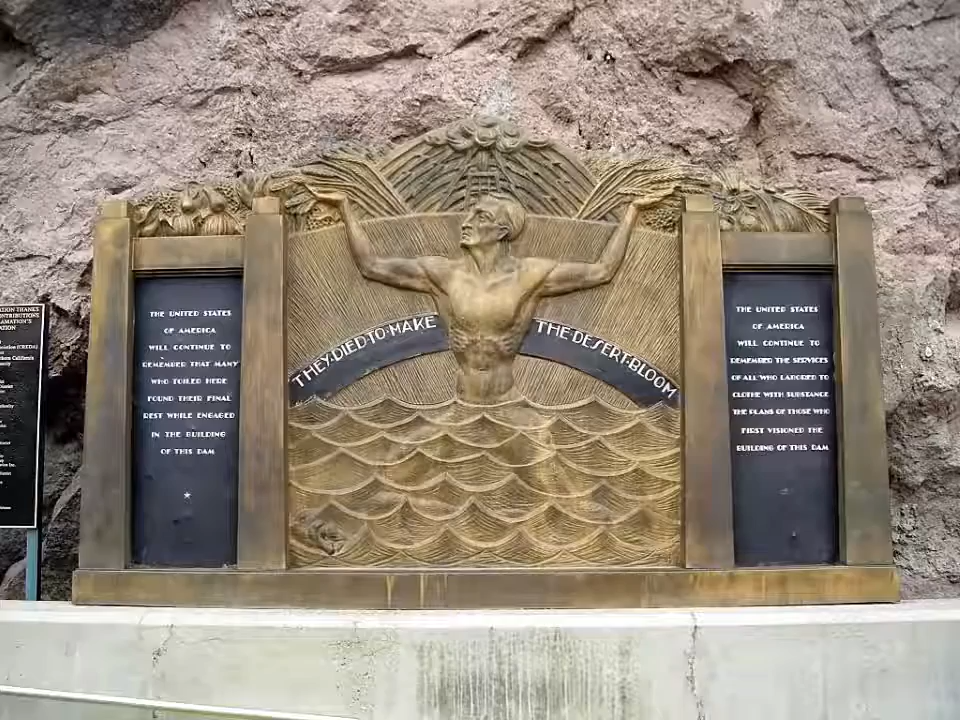 THE UNITED STATES
OF AMERICA
WILL CONTINUE TO
REMEMBER THAT MANY
WHO TOILED HERE
FOUND THEIR FINAL
REST WHILE ENGAGED
IN THE BUILDING
OF THIS DAM
THEY·DIED·TO·MAKE THE·DESERT·BLOOM
THE UNITED STATES
OF AMERICA
WILL CONTINUE TO
REMEMBER THE SERVICES
OF ALL WHO LABORED TO
CLOTHE WITH SUBSTANCE
THE PLANS OF THOSE WHO
FIRST VISIONED THE
BUILDING OF THIS DAM
THANKS